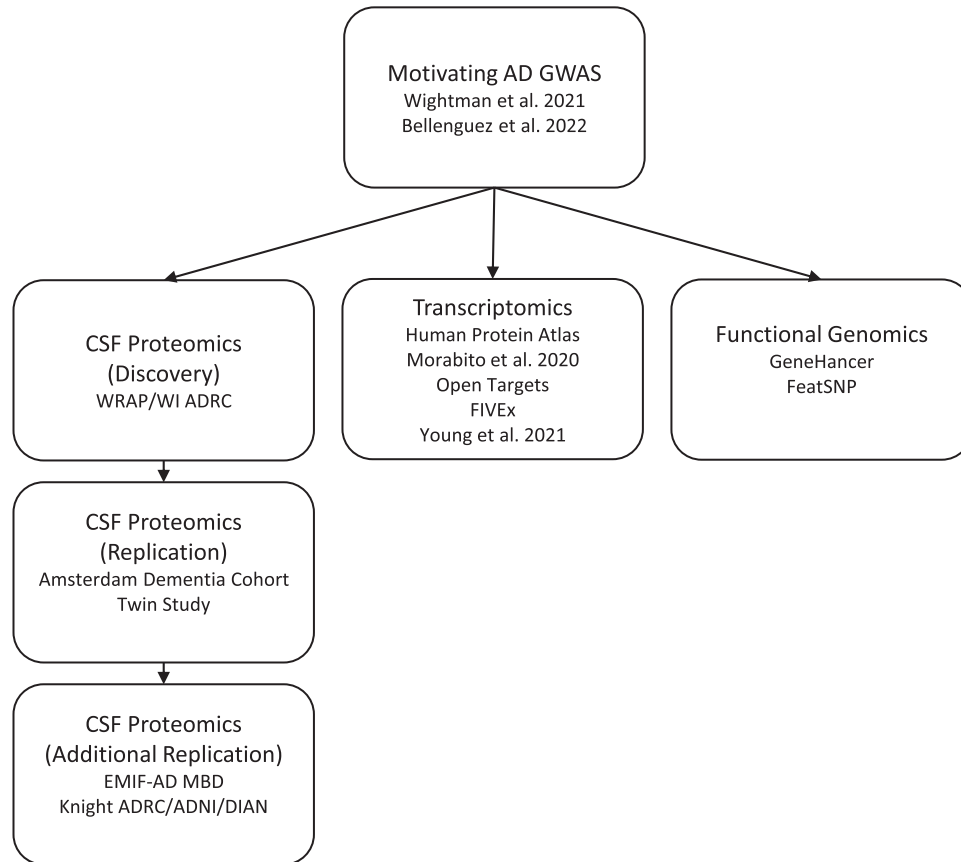 Motivating AD GWAS
Wightman et al. 2021
Bellenguez et al. 2022
CSF Proteomics
(Discovery)
WRAP/WI ADRC
Transcriptomics
Human Protein Atlas
Morabito et al. 2020
Open Targets
FIVEx
Young et al. 2021
Functional Genomics
GeneHancer
FeatSNP
CSF Proteomics
(Replication)
Amsterdam Dementia Cohort
Twin Study
CSF Proteomics
(Additional Replication)
EMIF-AD MBD
Knight ADRC/ADNI/DIAN